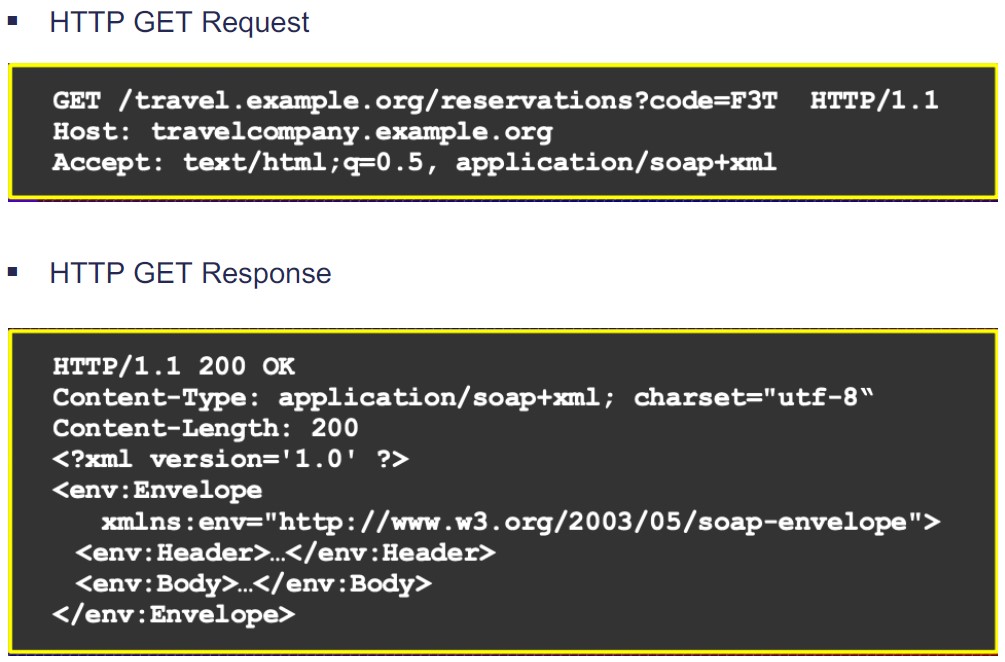 ▪ HTTP GET Request
GET /travel.example.org/reservations?code=F3T  HTTP/1.1
Host: travelcompany.example.org
Accept: text/html;q=0.5, application/soap+xml
▪ HTTP GET Response
HTTP/1.1 200 OK
Content-Type: application/soap+xml; charset="utf-8“
Content-Length: 200
<?xml version='1.0' ?>
<env:Envelope
xmlns:env="http://www.w3.org/2003/05/soap-envelope">
<env:Header>…</env:Header>
<env:Body>…</env:Body>
</env:Envelope>